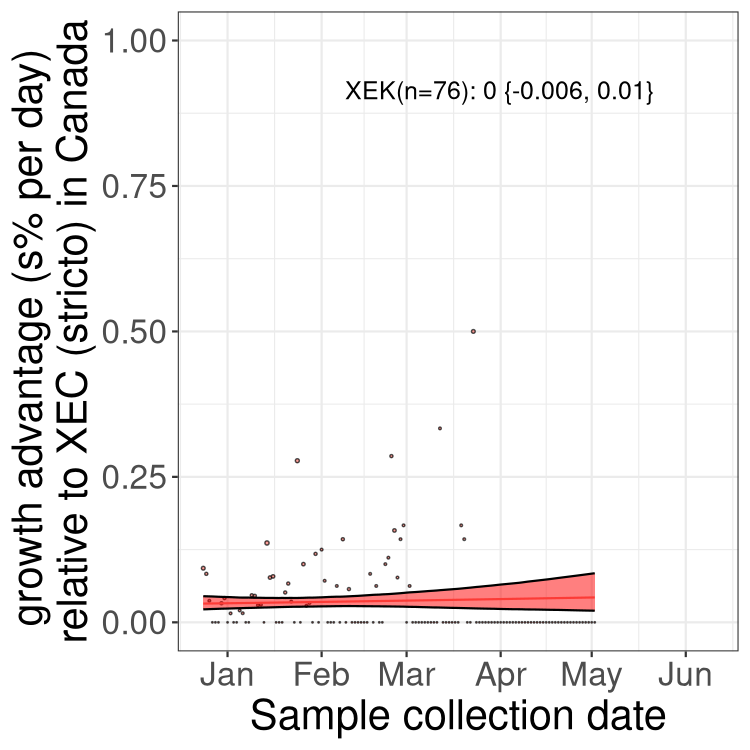 growth advantage (s% per day)
relative to XEC (stricto) in Canada
1.00
0.75
0.50
0.25
0.00
XEK(n=76): 0 {-0.006, 0.01}
Jan Feb Mar Apr May Jun
Sample collection date